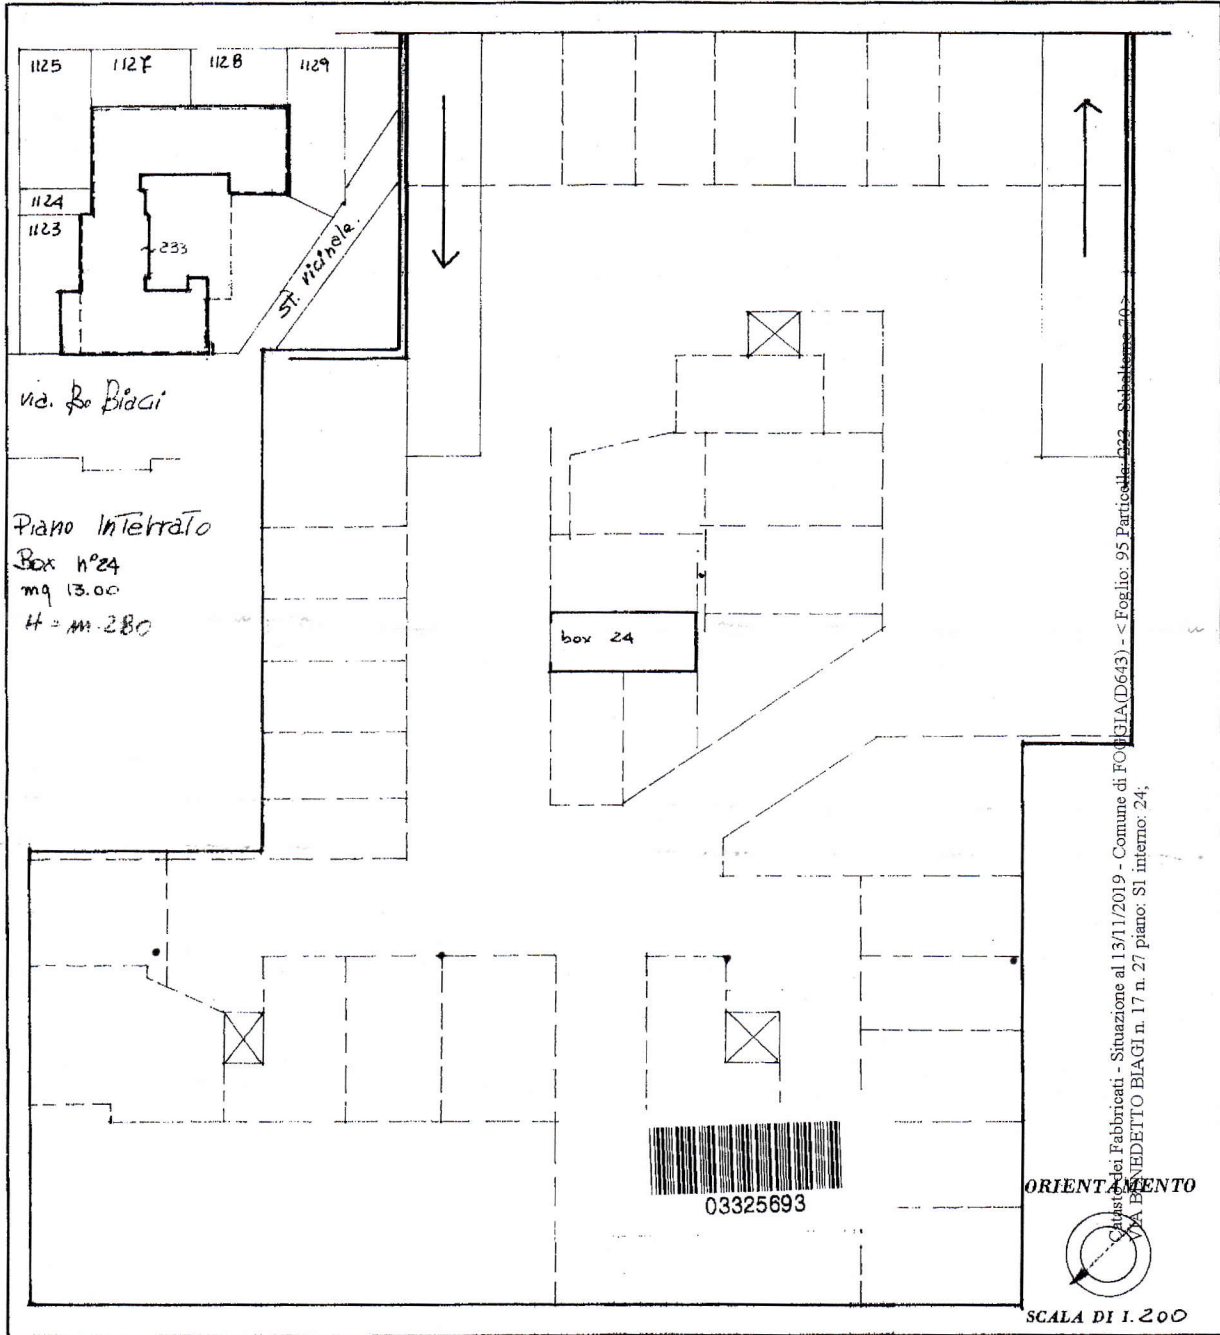 1125
1127
1128
1129
1124
1123
233
ST. vicinale.
via. B. Biagi
Piano Interrato
Box n° 24
mq 13.00
H = m. 2.80
box 24
03325693
Catasto dei Fabbricati - Situazione al 13/11/2019 - Comune di FOGGIA(D643) - < Foglio: 95 Particella: 233 - Subalterno 70 >
VIA BENEDETTO BIAGI n. 17 n. 27 piano: S1 interno: 24;
ORIENTAMENTO
SCALA DI 1. 200